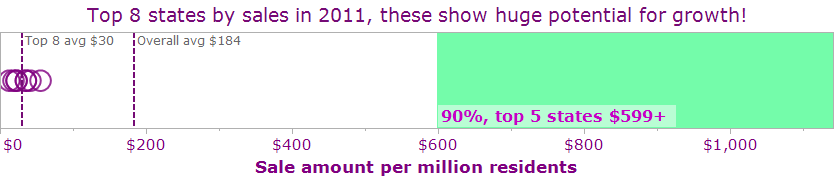 Top 8 states by sales in 2011, these show huge potential for growth!
Top 8 avg $30
Overall avg $184
90%, top 5 states $599+
$0 $200 $400 $600 $800 $1,000
Sale amount per million residents